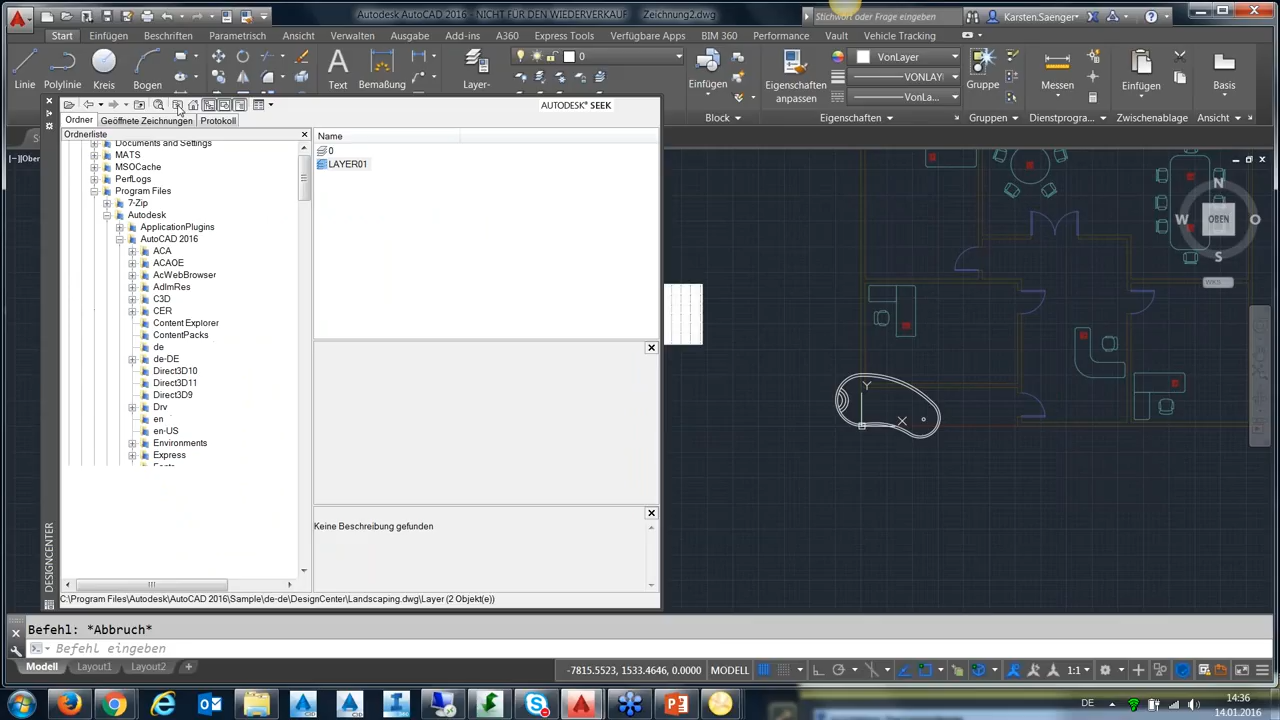 Autodesk AutoCAD 2016 - NICHT FÜR DEN WIEDERVERKAUF Zeichnung2.dwg
Stichwort oder Frage eingeben
Karsten.Saenger
Start Einfügen Beschriften Parametrisch Ansicht Verwalten Ausgabe Add-ins A360 Express Tools Verfügbare Apps BIM 360 Performance Vault Vehicle Tracking
0
VonLayer
VONLAY
VonLa...
Linie Polylinie Kreis Bogen Text Bemaßung Layer... Einfügen Eigenschaften anpassen Gruppe Messen Einfügen Basis
Block Eigenschaften Gruppen Dienstprogr... Zwischenablage Ansicht
AUTODESK® SEEK
Ordner Geöffnete Zeichnungen Protokoll
Ordnerliste
Name
Documents and Settings
MATS
MSOCache
PerfLogs
Program Files
7-Zip
Autodesk
ApplicationPlugins
AutoCAD 2016
ACA
ACAOE
AcWebBrowser
AdlmRes
C3D
CER
Content Explorer
ContentPacks
de
de-DE
Direct3D10
Direct3D11
Direct3D9
Drv
en
en-US
Environments
Express
0
LAYER01
Keine Beschreibung gefunden
DESIGNCENTER
C:\Program Files\Autodesk\AutoCAD 2016\Sample\de-de\DesignCenter\Landscaping.dwg\Layer (2 Objekt(e))
[−][Ober
N
W OBEN E
S
WKS
Y
X
Befehl: *Abbruch*
Befehl eingeben
Modell Layout1 Layout2 +
-7815.5523, 1533.4646, 0.0000 MODELL
1:1
DE
14:36
14.01.2016